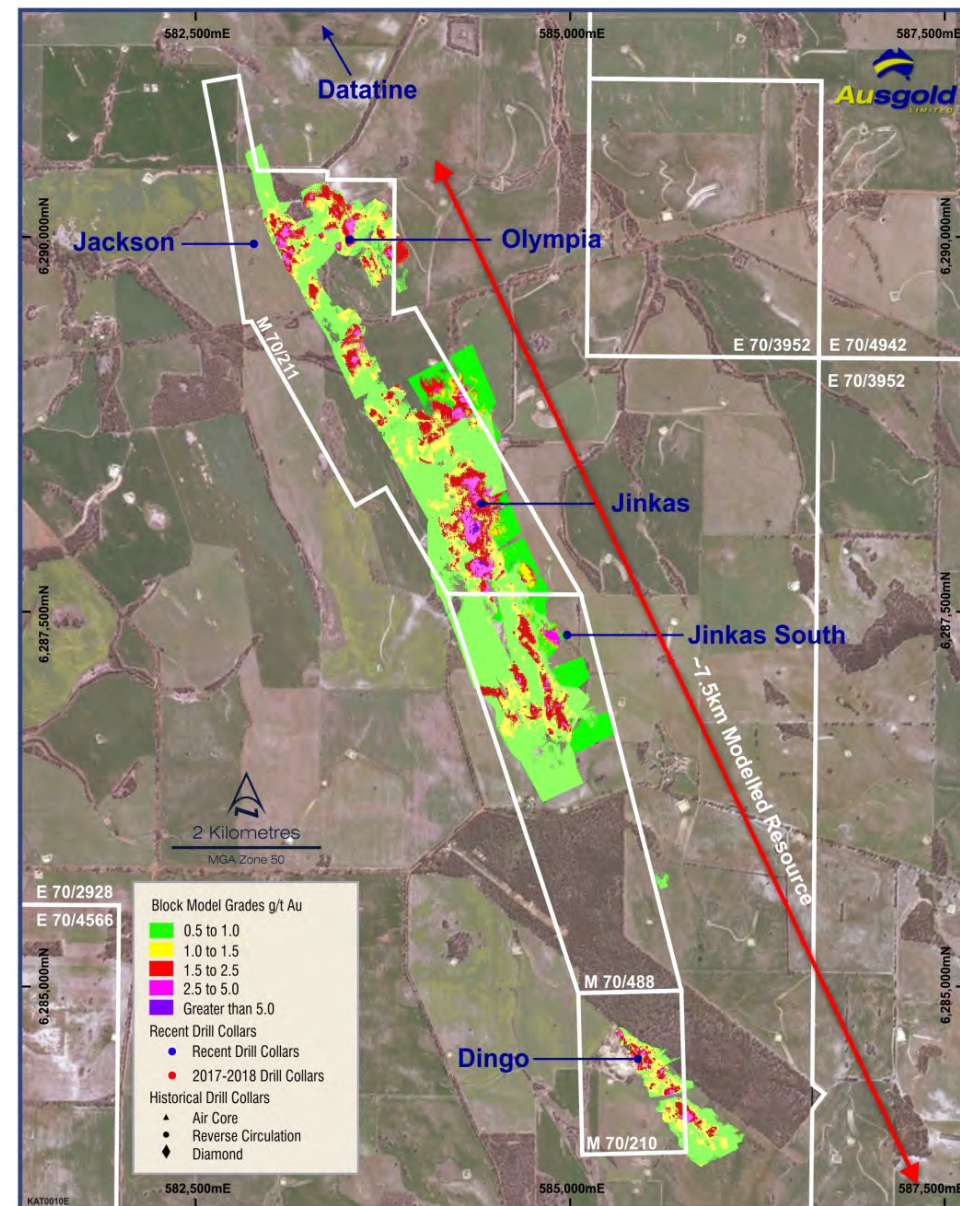 582,500mE
585,000mE
587,500mE
Datatine
Ausgold
LIMITED
6,290,000mN
Jackson
Olympia
6,290,000mN
M 70/211
E 70/3952
E 70/4942
E 70/3952
Jinkas
6,287,500mN
Jinkas South
6,287,500mN
~7.5km Modelled Resource
2 Kilometres
MGA Zone 50
E 70/2928
E 70/4566
Block Model Grades g/t Au
0.5 to 1.0
1.0 to 1.5
1.5 to 2.5
2.5 to 5.0
Greater than 5.0
Recent Drill Collars
Recent Drill Collars
2017-2018 Drill Collars
Historical Drill Collars
Air Core
Reverse Circulation
Diamond
6,285,000mN
M 70/488
6,285,000mN
Dingo
M 70/210
KAT0010E
582,500mE
585,000mE
587,500mE